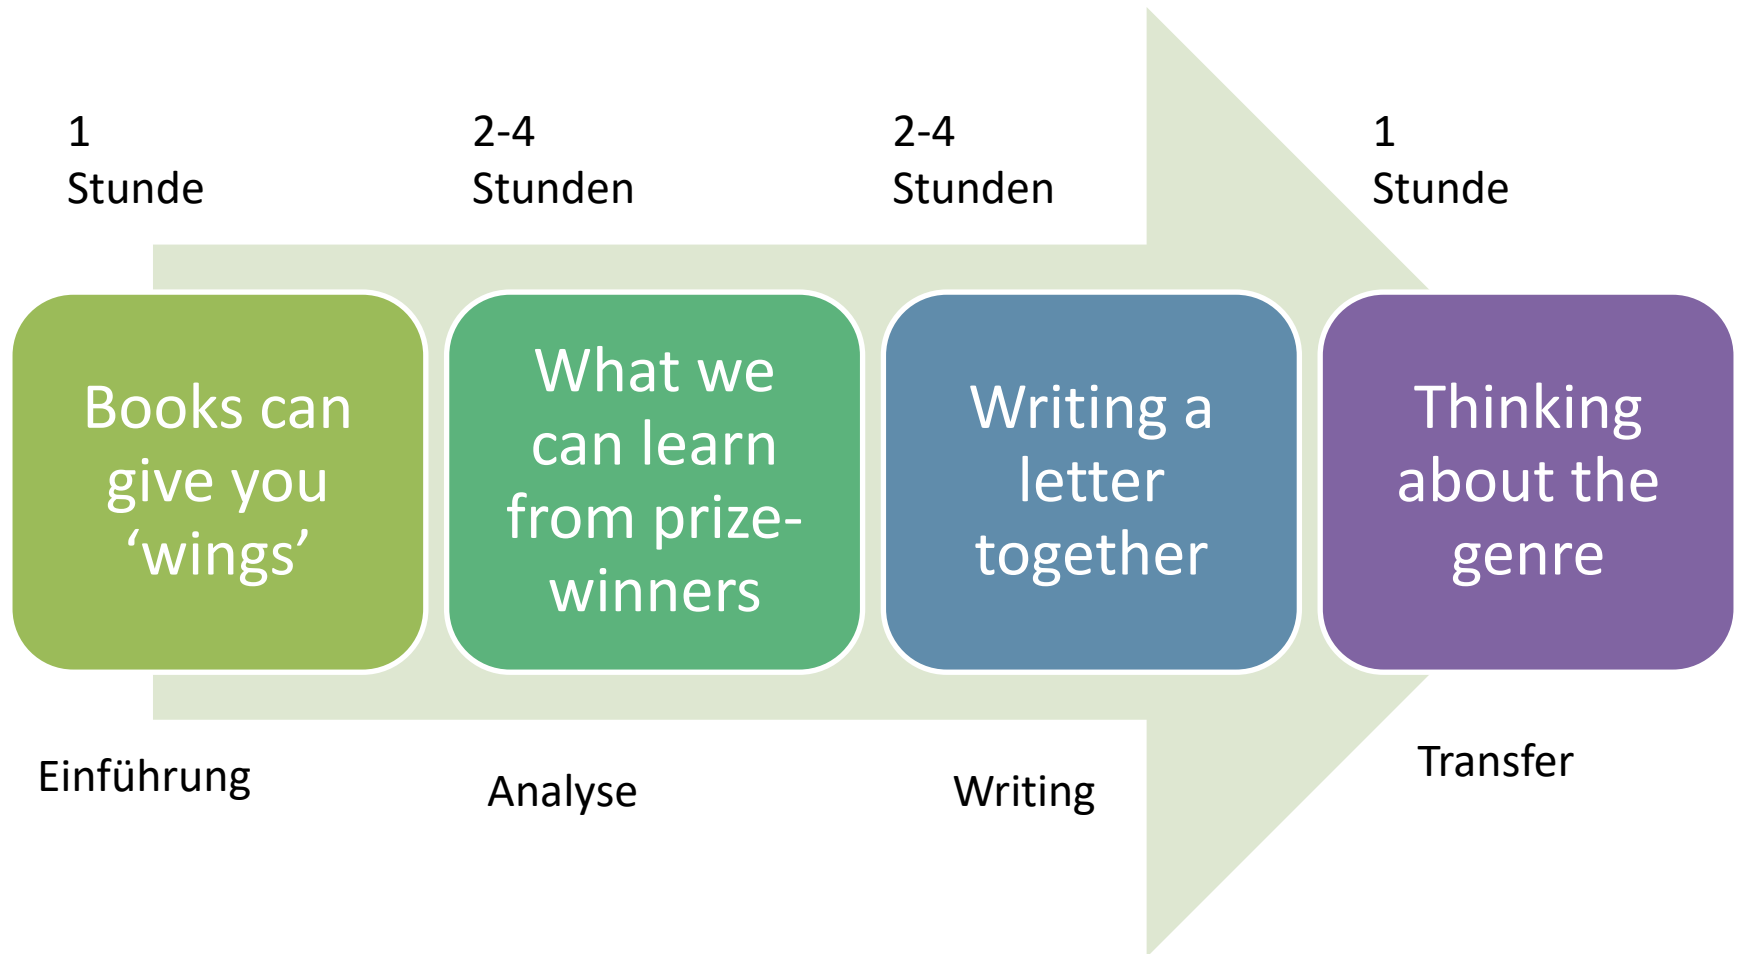 1
Stunde
2-4
Stunden
2-4
Stunden
1
Stunde
Books can
give you
‘wings’
What we
can learn
from prize-
winners
Writing a
letter
together
Thinking
about the
genre
Einführung
Analyse
Writing
Transfer